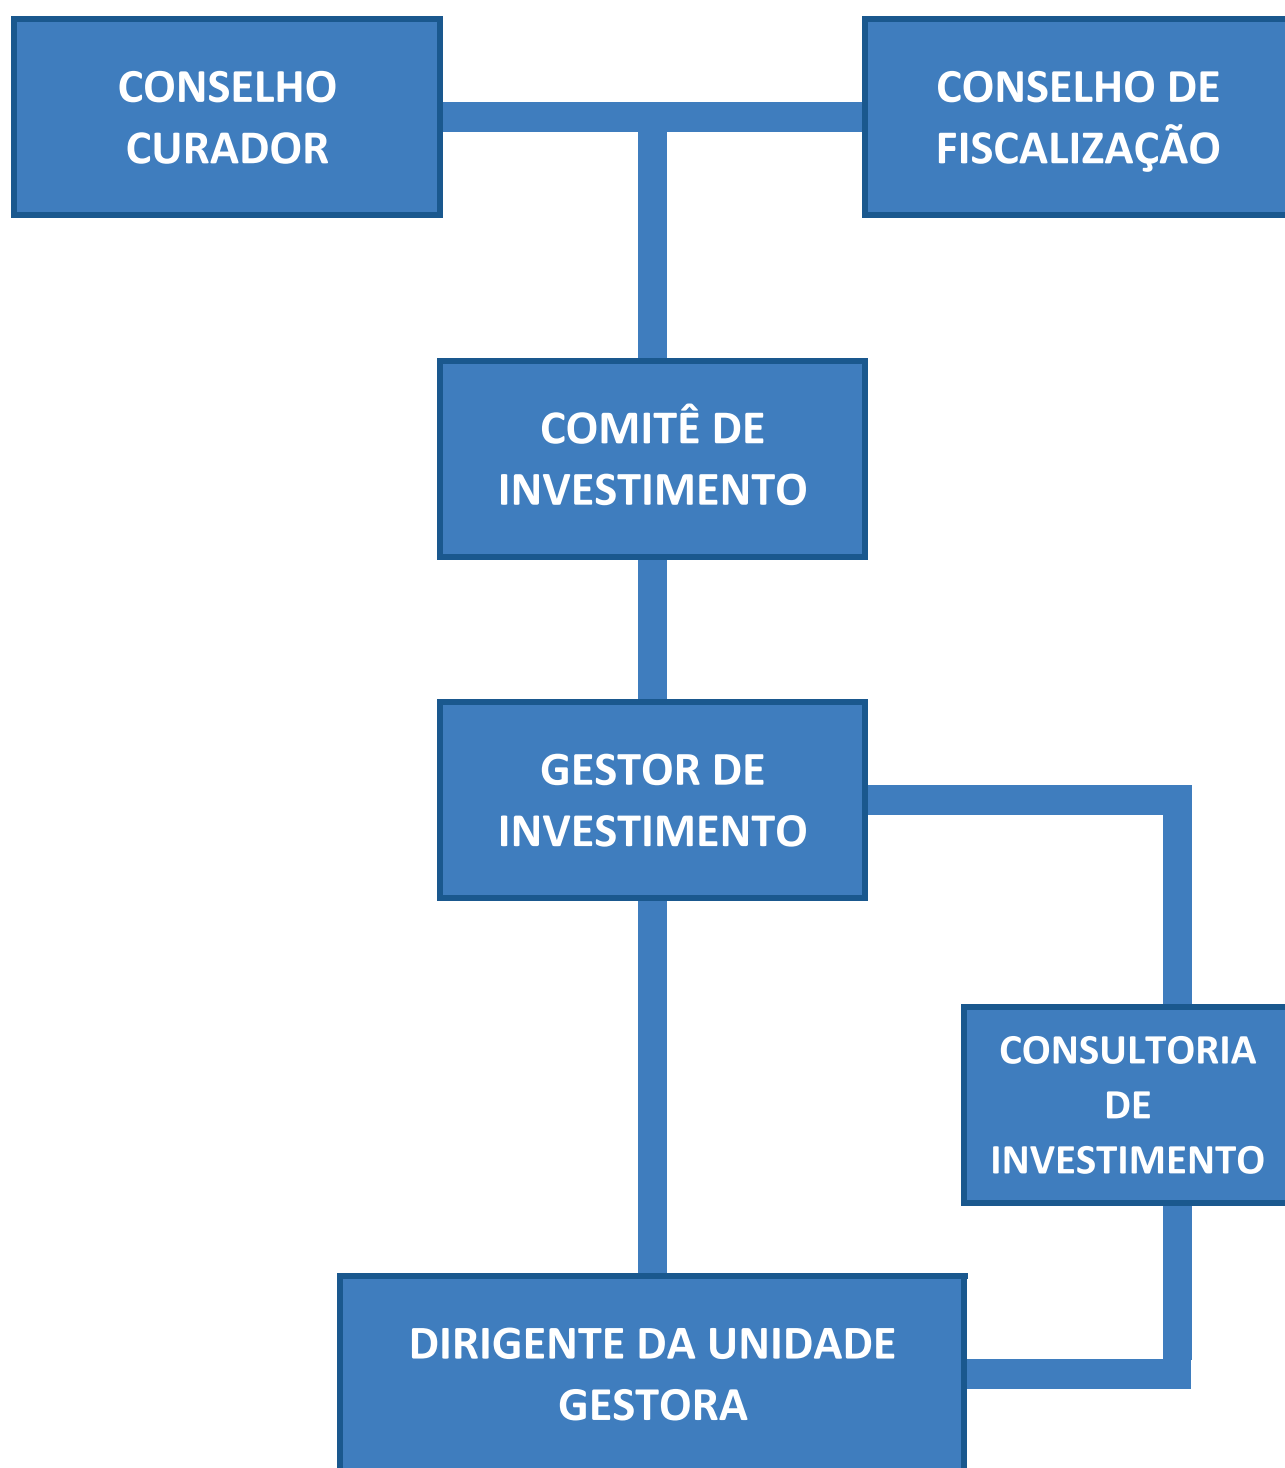 CONSELHO
CURADOR
CONSELHO DE
FISCALIZAÇÃO
COMITÊ DE
INVESTIMENTO
GESTOR DE
INVESTIMENTO
CONSULTORIA
DE
INVESTIMENTO
DIRIGENTE DA UNIDADE
GESTORA